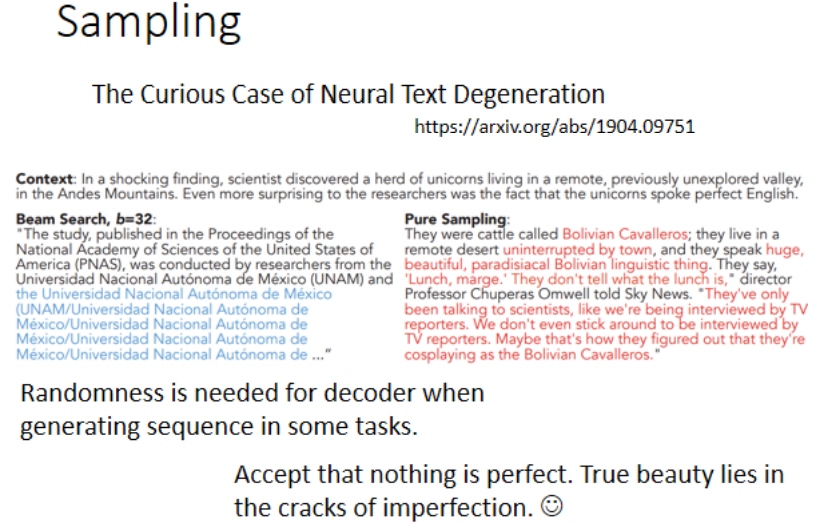 Sampling
The Curious Case of Neural Text Degeneration
https://arxiv.org/abs/1904.09751
Context: In a shocking finding, scientist discovered a herd of unicorns living in a remote, previously unexplored valley,
in the Andes Mountains. Even more surprising to the researchers was the fact that the unicorns spoke perfect English.
Beam Search, b=32:
"The study, published in the Proceedings of the
National Academy of Sciences of the United States of
America (PNAS), was conducted by researchers from the
Universidad Nacional Autónoma de México (UNAM) and
the Universidad Nacional Autónoma de México
(UNAM/Universidad Nacional Autónoma de
México/Universidad Nacional Autónoma de
México/Universidad Nacional Autónoma de
México/Universidad Nacional Autónoma de ..."
Pure Sampling:
They were cattle called Bolivian Cavalleros; they live in a
remote desert uninterrupted by town, and they speak huge,
beautiful, paradisiacal Bolivian linguistic thing. They say,
'Lunch, marge.' They don't tell what the lunch is," director
Professor Chuperas Omwell told Sky News. "They've only
been talking to scientists, like we're being interviewed by TV
reporters. We don't even stick around to be interviewed by
TV reporters. Maybe that's how they figured out that they're
cosplaying as the Bolivian Cavalleros."
Randomness is needed for decoder when
generating sequence in some tasks.
Accept that nothing is perfect. True beauty lies in
the cracks of imperfection. ☺